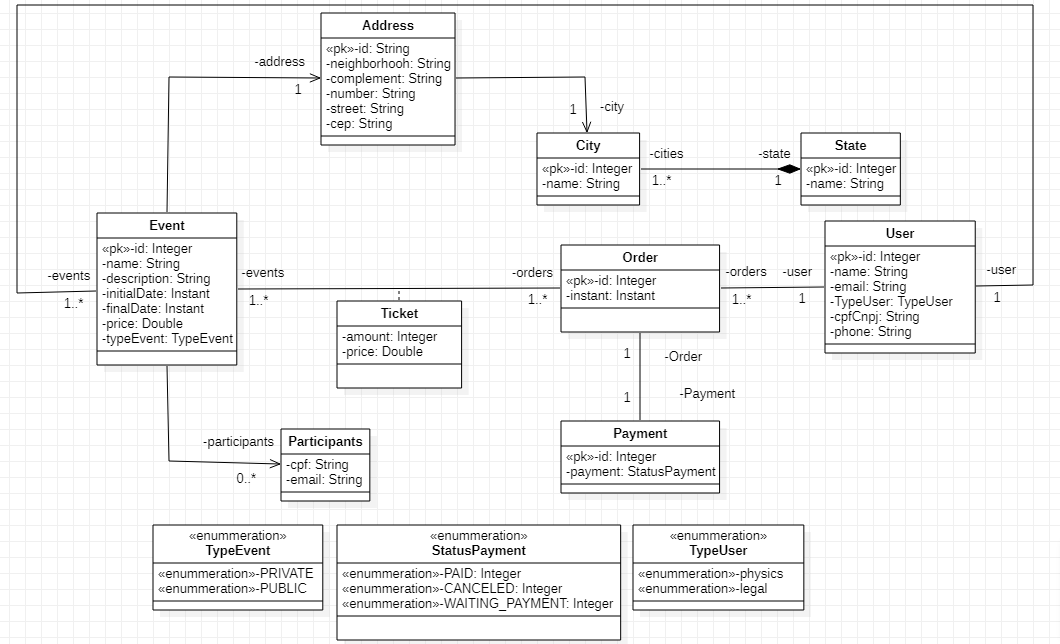 Address
«pk»-id: String
-neighborhooh: String
-complement: String
-number: String
-street: String
-cep: String
-address
1
1
-city
City
«pk»-id: Integer
-name: String
-cities
1..*
-state
1
State
«pk»-id: Integer
-name: String
Event
«pk»-id: Integer
-name: String
-description: String
-initialDate: Instant
-finalDate: Instant
-price: Double
-typeEvent: TypeEvent
-events
1..*
-events
1..*
-orders
1..*
Order
«pk»-id: Integer
-instant: Instant
-orders
1..*
-user
1
User
«pk»-id: Integer
-name: String
-email: String
-TypeUser: TypeUser
-cpfCnpj: String
-phone: String
-user
1
Ticket
-amount: Integer
-price: Double
1
-Order
-Payment
1
Payment
«pk»-id: Integer
-payment: StatusPayment
-participants
0..*
Participants
-cpf: String
-email: String
«enummeration»
TypeEvent
«enummeration»-PRIVATE
«enummeration»-PUBLIC
«enummeration»
StatusPayment
«enummeration»-PAID: Integer
«enummeration»-CANCELED: Integer
«enummeration»-WAITING_PAYMENT: Integer
«enummeration»
TypeUser
«enummeration»-physics
«enummeration»-legal